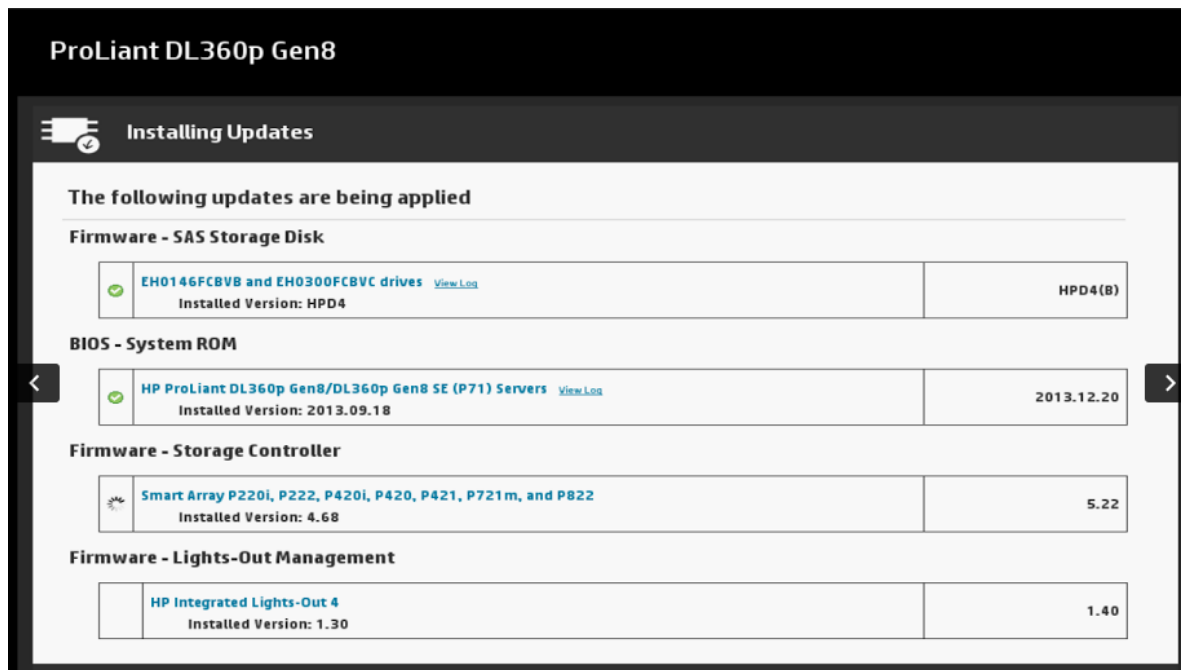 ProLiant DL360p Gen8
Installing Updates
The following updates are being applied
Firmware - SAS Storage Disk
EH0146FCBVB and EH0300FCBVC drives View Log
Installed Version: HPD4
HPD4(B)
BIOS - System ROM
HP ProLiant DL360p Gen8/DL360p Gen8 SE (P71) Servers View Log
Installed Version: 2013.09.18
2013.12.20
Firmware - Storage Controller
Smart Array P220i, P222, P420i, P420, P421, P721m, and P822
Installed Version: 4.68
5.22
Firmware - Lights-Out Management
HP Integrated Lights-Out 4
Installed Version: 1.30
1.40